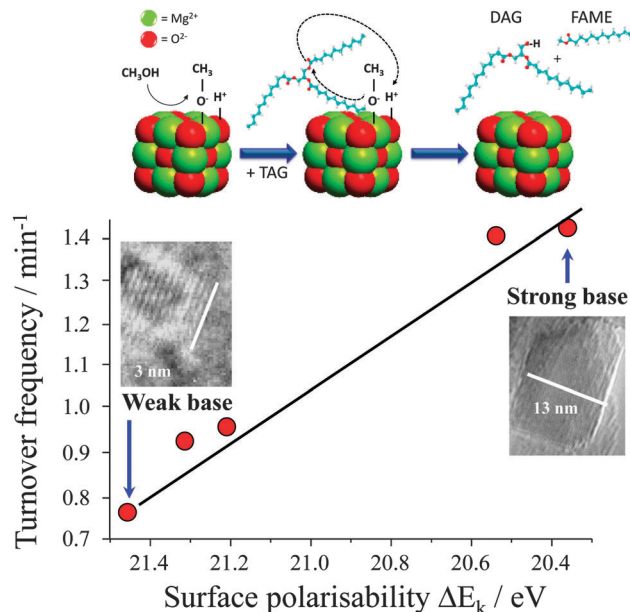 = Mg2+
= O2-
CH3OH
CH3
O-
H+
+ TAG
CH3
O-
H+
DAG
FAME
-H
+
Turnover frequency / min-1
1.4
1.3
1.2
1.1
1.0
0.9
0.8
0.7
3 nm
Weak base
Strong base
13 nm
21.4
21.2
21.0
20.8
20.6
20.4
Surface polarisability ΔEk / eV